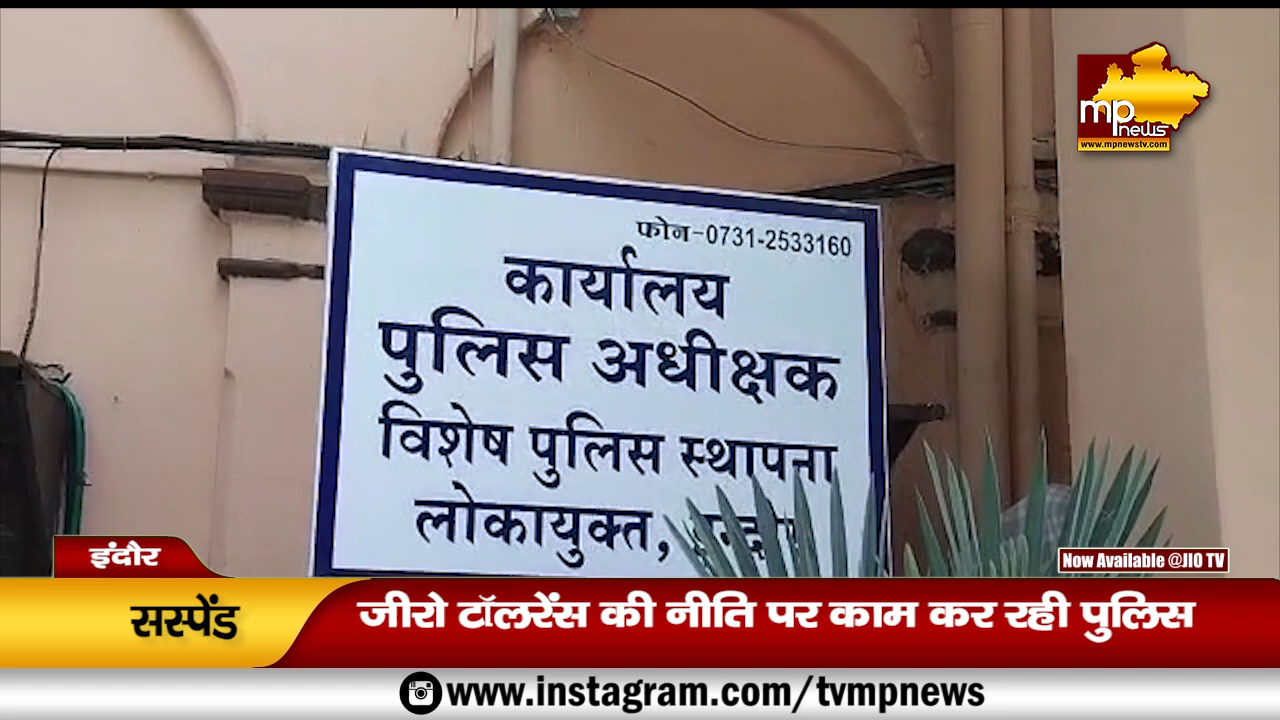 mp news
www.mpnewstv.com
फोन-0731-2533160
कार्यालय
पुलिस अधीक्षक
विशेष पुलिस स्थापना
लोकायुक्त,
Now Available @JIO TV
इंदौर
सस्पेंड
जीरो टॉलरेंस की नीति पर काम कर रही पुलिस
www.instagram.com/tvmpnews